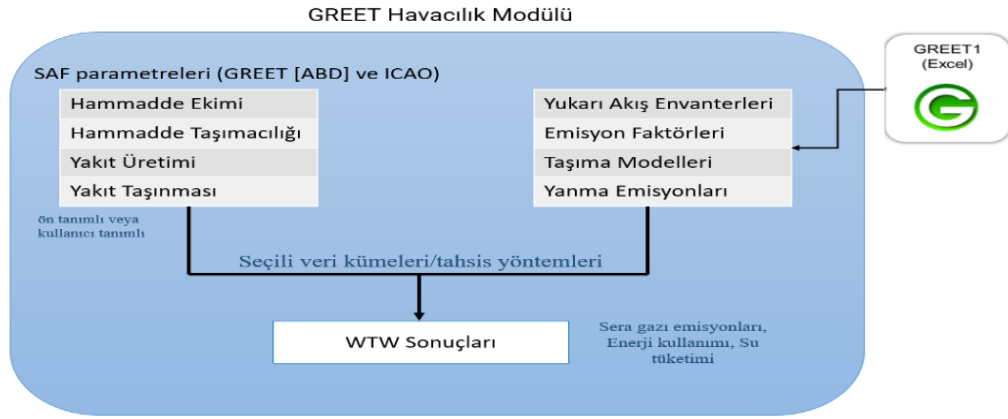 GREET Havacılık Modülü
SAF parametreleri (GREET [ABD] ve ICAO)
Hammadde Ekimi
Hammadde Taşımacılığı
Yakıt Üretimi
Yakıt Taşınması
ön tanımlı veya
kullanıcı tanımlı
Yukarı Akış Envanterleri
Emisyon Faktörleri
Taşıma Modelleri
Yanma Emisyonları
GREET1
(Excel)
G
Seçili veri kümeleri/tahsis yöntemleri
WTW Sonuçları
Sera gazı emisyonları,
Enerji kullanımı, Su
tüketimi